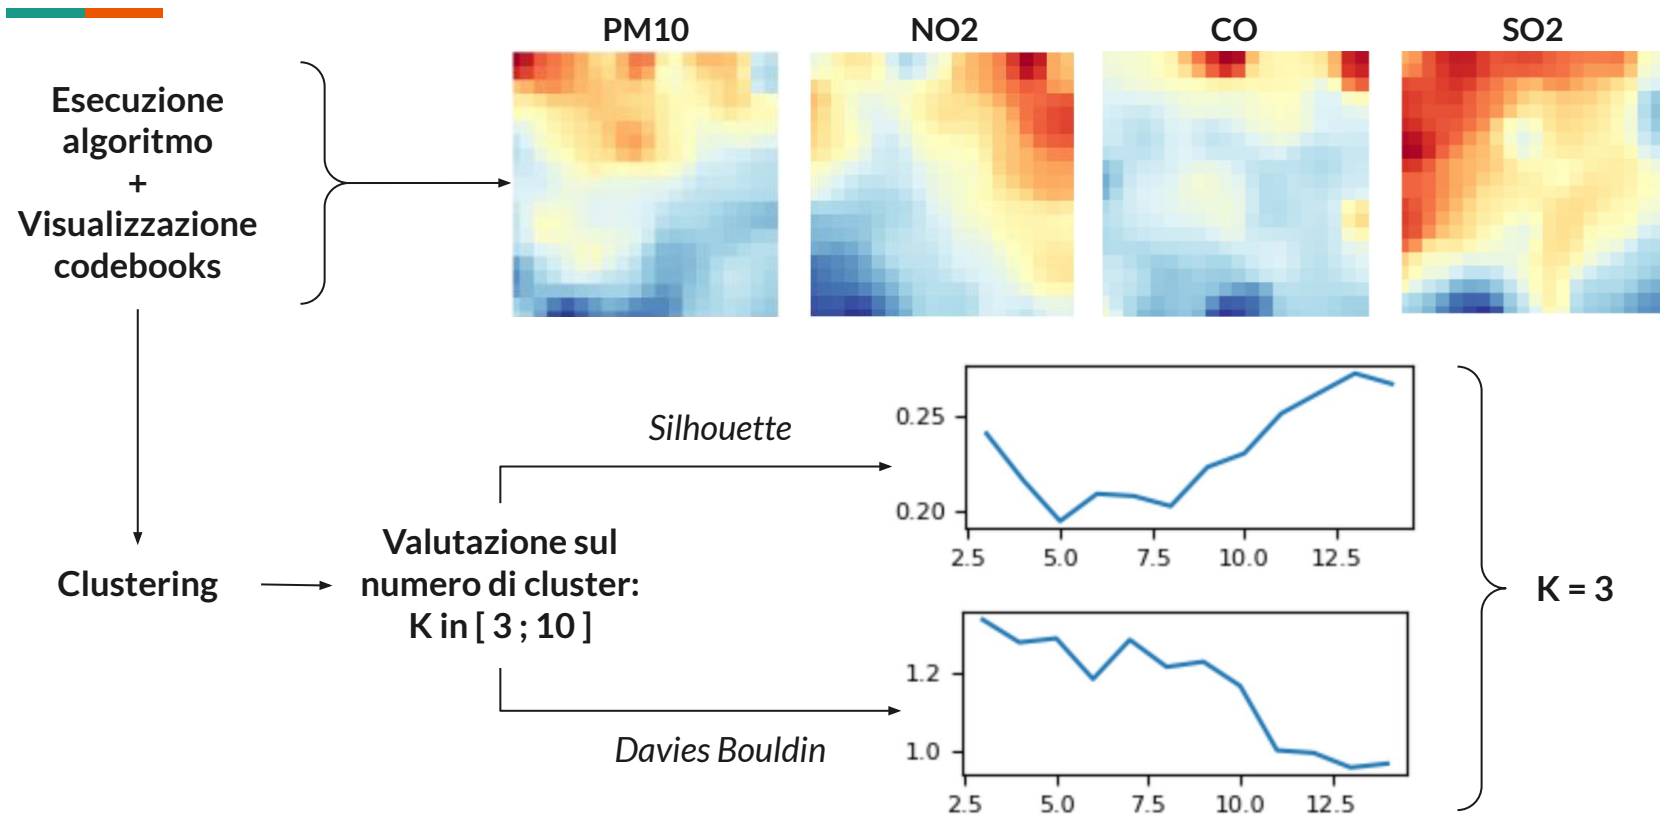 PM10
NO2
CO
SO2
Esecuzione
algoritmo
+
Visualizzazione
codebooks
Silhouette
0.25
0.20
2.5 5.0 7.5 10.0 12.5
Clustering
Valutazione sul
numero di cluster:
K in [ 3 ; 10 ]
K = 3
Davies Bouldin
1.2
1.0
2.5 5.0 7.5 10.0 12.5